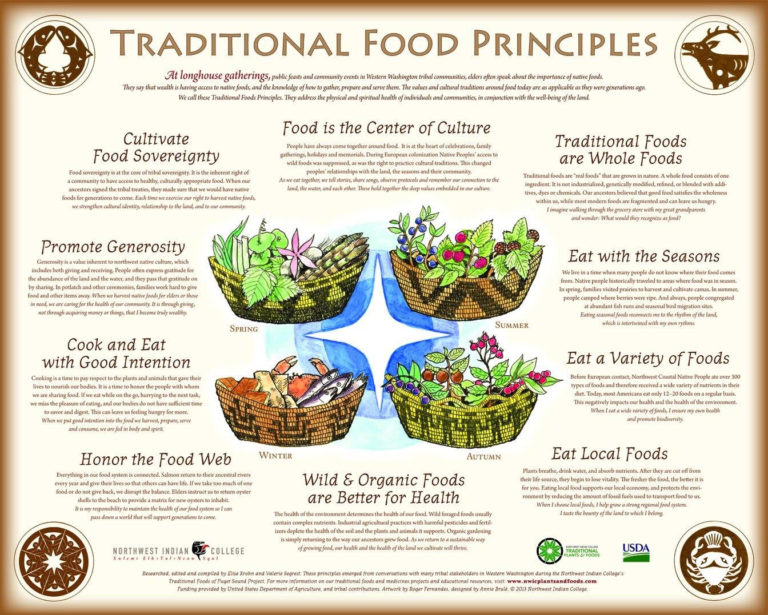 TRADITIONAL FOOD PRINCIPLES
At longhouse gatherings, public feasts and community events in Western Washington tribal communities, elders often speak about the importance of native foods.
They say that wealth is having access to native foods, and the knowledge of how to gather, prepare and serve them. The values and cultural traditions around food today are as applicable as they were generations ago.
We call these Traditional Foods Principles. They address the physical and spiritual health of individuals and communities, in conjunction with the well-being of the land.
Cultivate
Food Sovereignty
Food sovereignty is at the core of tribal sovereignty. It is the inherent right of
a community to have access to healthy, culturally appropriate food. When our
ancestors signed the tribal treaties, they made sure that we would have native
foods for generations to come. Each time we exercise our right to harvest native foods,
we strengthen cultural identity, relationship to the land, and to our community.
Food is the Center of Culture
People have always come together around food. It is at the heart of celebrations, family
gatherings, holidays and memorials. During European colonization Native Peoples' access to
wild foods was suppressed, as was the right to practice cultural traditions. This changed
peoples' relationships with the land, the seasons and their community.
As we eat together, we tell stories, share songs, observe protocols and remember our connection to the
land, the water, and each other. These hold together the deep values embedded in our culture.
Traditional Foods
are Whole Foods
Traditional foods are "real foods" that are grown in nature. A whole food consists of one
ingredient. It is not industrialized, genetically modified, refined, or blended with addi-
tives, dyes or chemicals. Our ancestors believed that good food satisfies the wholeness
within us, while most modern foods are fragmented and can leave us hungry.
I imagine walking through the grocery store with my great grandparents
and wonder: What would they recognize as food?
Promote Generosity
Generosity is a value inherent to northwest native culture, which
includes both giving and receiving. People often express gratitude for
the abundance of the land and the water, and they pass that gratitude on
by sharing. In potlatch and other ceremonies, families work hard to give
food and other items away. When we harvest native foods for elders or those
in need, we are caring for the health of our community. It is through giving,
not through acquiring money or things, that I become truly wealthy.
SPRING
SUMMER
Eat with the Seasons
We live in a time when many people do not know where their food comes
from. Native people historically traveled to areas where food was in season.
In spring, families visited prairies to harvest and cultivate camas. In summer,
people camped where berries were ripe. And always, people congregated
at abundant fish runs and seasonal bird migration sites.
Eating seasonal foods reconnects me to the rhythm of the land,
which is intertwined with my own rythms.
Cook and Eat
with Good Intention
Cooking is a time to pay respect to the plants and animals that gave their
lives to nourish our bodies. It is a time to honor the people with whom
we are sharing food. If we eat while on the go, hurrying to the next task,
we miss the pleasure of eating, and our bodies do not have sufficient time
to savor and digest. This can leave us feeling hungry for more.
When we put good intention into the food we harvest, prepare, serve
and consume, we are fed in body and spirit.
Eat a Variety of Foods
Before European contact, Northwest Coastal Native People ate over 300
types of foods and therefore received a wide variety of nutrients in their
diet. Today, most Americans eat only 12–20 foods on a regular basis.
This negatively impacts our health and the health of the environment.
When I eat a wide variety of foods, I ensure my own health
and promote biodiversity.
WINTER
AUTUMN
Honor the Food Web
Everything in our food system is connected. Salmon return to their ancestral rivers
every year and give their lives so that others can have life. If we take too much of one
food or do not give back, we disrupt the balance. Elders instruct us to return oyster
shells to the beach to provide a matrix for new oysters to inhabit.
It is my responsibility to maintain the health of our food system so I can
pass down a world that will support generations to come.
Wild & Organic Foods
are Better for Health
The health of the environment determines the health of our food. Wild foraged foods usually
contain complex nutrients. Industrial agricultural practices with harmful pesticides and fertil-
izers deplete the health of the soil and the plants and animals it supports. Organic gardening
is simply returning to the way our ancestors grew food. As we return to a sustainable way
of growing food, our health and the health of the land we cultivate will thrive.
Eat Local Foods
Plants breathe, drink water, and absorb nutrients. After they are cut off from
their life source, they begin to lose vitality. The fresher the food, the better it is
for you. Eating local food supports our local economy, and protects the envi-
ronment by reducing the amount of fossil fuels used to transport food to us.
When I choose local foods, I help grow a strong regional food system.
I taste the bounty of the land to which I belong.
NORTHWEST INDIAN COLLEGE
NORTHWEST INDIAN COLLEGE
TRADITIONAL
PLANTS & FOODS
USDA
Researched, edited and compiled by Elise Krohn and Valerie Segrest. These principles emerged from conversations with many tribal stakeholders in Western Washington during the Northwest Indian College's
Traditional Foods of Puget Sound Project. For more information on our traditional foods and medicines projects and educational resources, visit: www.nwicplantsandfoods.com
Funding provided by United States Department of Agriculture, and tribal contributions. Artwork by Roger Fernandes, designed by Annie Brulé. © 2013 Northwest Indian College.